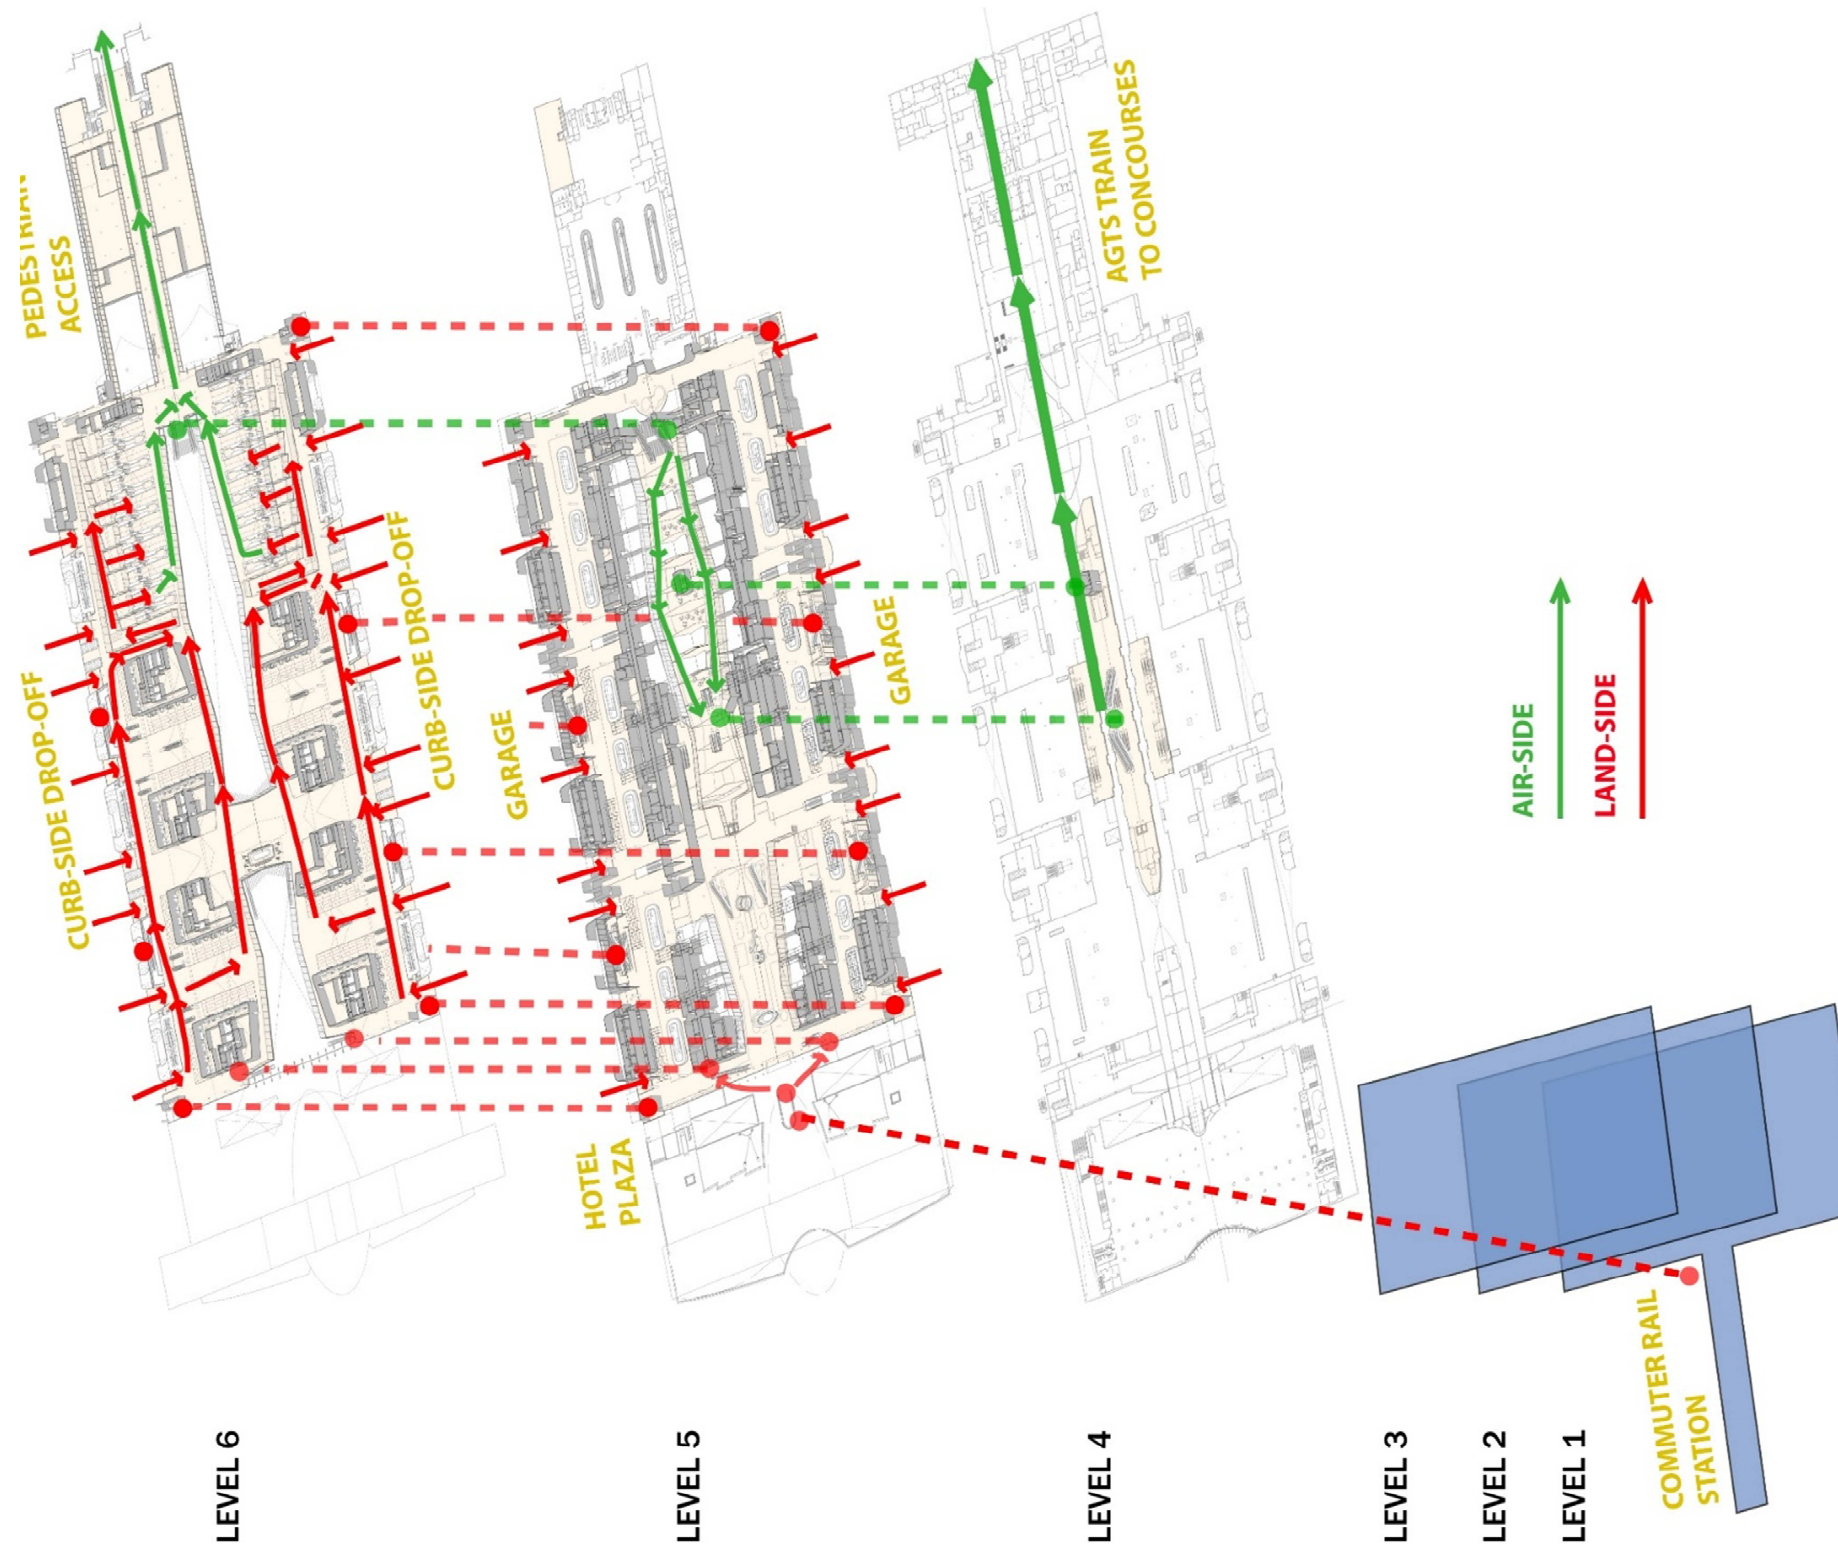 PEDESTRIAN
ACCESS
CURB-SIDE DROP-OFF
CURB-SIDE DROP-OFF
LEVEL 6
GARAGE
GARAGE
HOTEL
PLAZA
LEVEL 5
AGTS TRAIN
TO CONCOURSES
LEVEL 4
AIR-SIDE
LAND-SIDE
LEVEL 3
LEVEL 2
LEVEL 1
COMMUTER RAIL
STATION